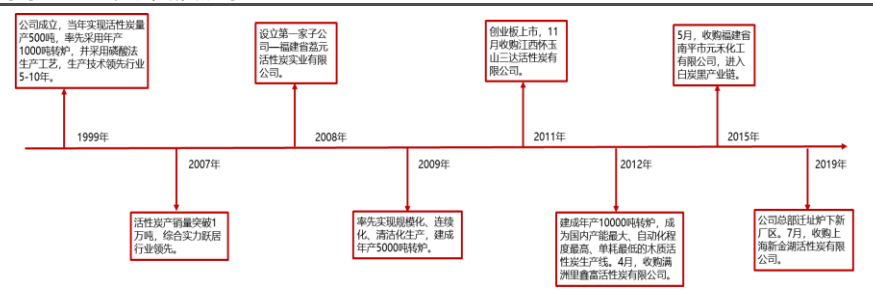 公司成立，当年实现活性炭量
产500吨，率先采用年产
1000吨转炉，并采用磷酸法
生产工艺，生产技术领先行业
5-10年。
设立第一家子公
司—福建省荔元
活性炭实业有限
公司。
创业板上市，11
月收购江西怀玉
山三达活性炭有
限公司。
5月，收购福建省
南平市元禾化工
有限公司，进入
白炭黑产业链。
1999年
2008年
2011年
2015年
2007年
2009年
2012年
2019年
活性炭产销量突破1
万吨，综合实力跃居
行业领先。
率先实现规模化、连续
化、清洁化生产，建成
年产5000吨转炉。
建成年产10000吨转炉，成
为国内产能最大、自动化程
度最高、单耗最低的木质活
性炭生产线。4月，收购满
洲里鑫富活性炭有限公司。
公司总部迁址炉下新
厂区。7月，收购上
海新金湖活性炭有限
公司。